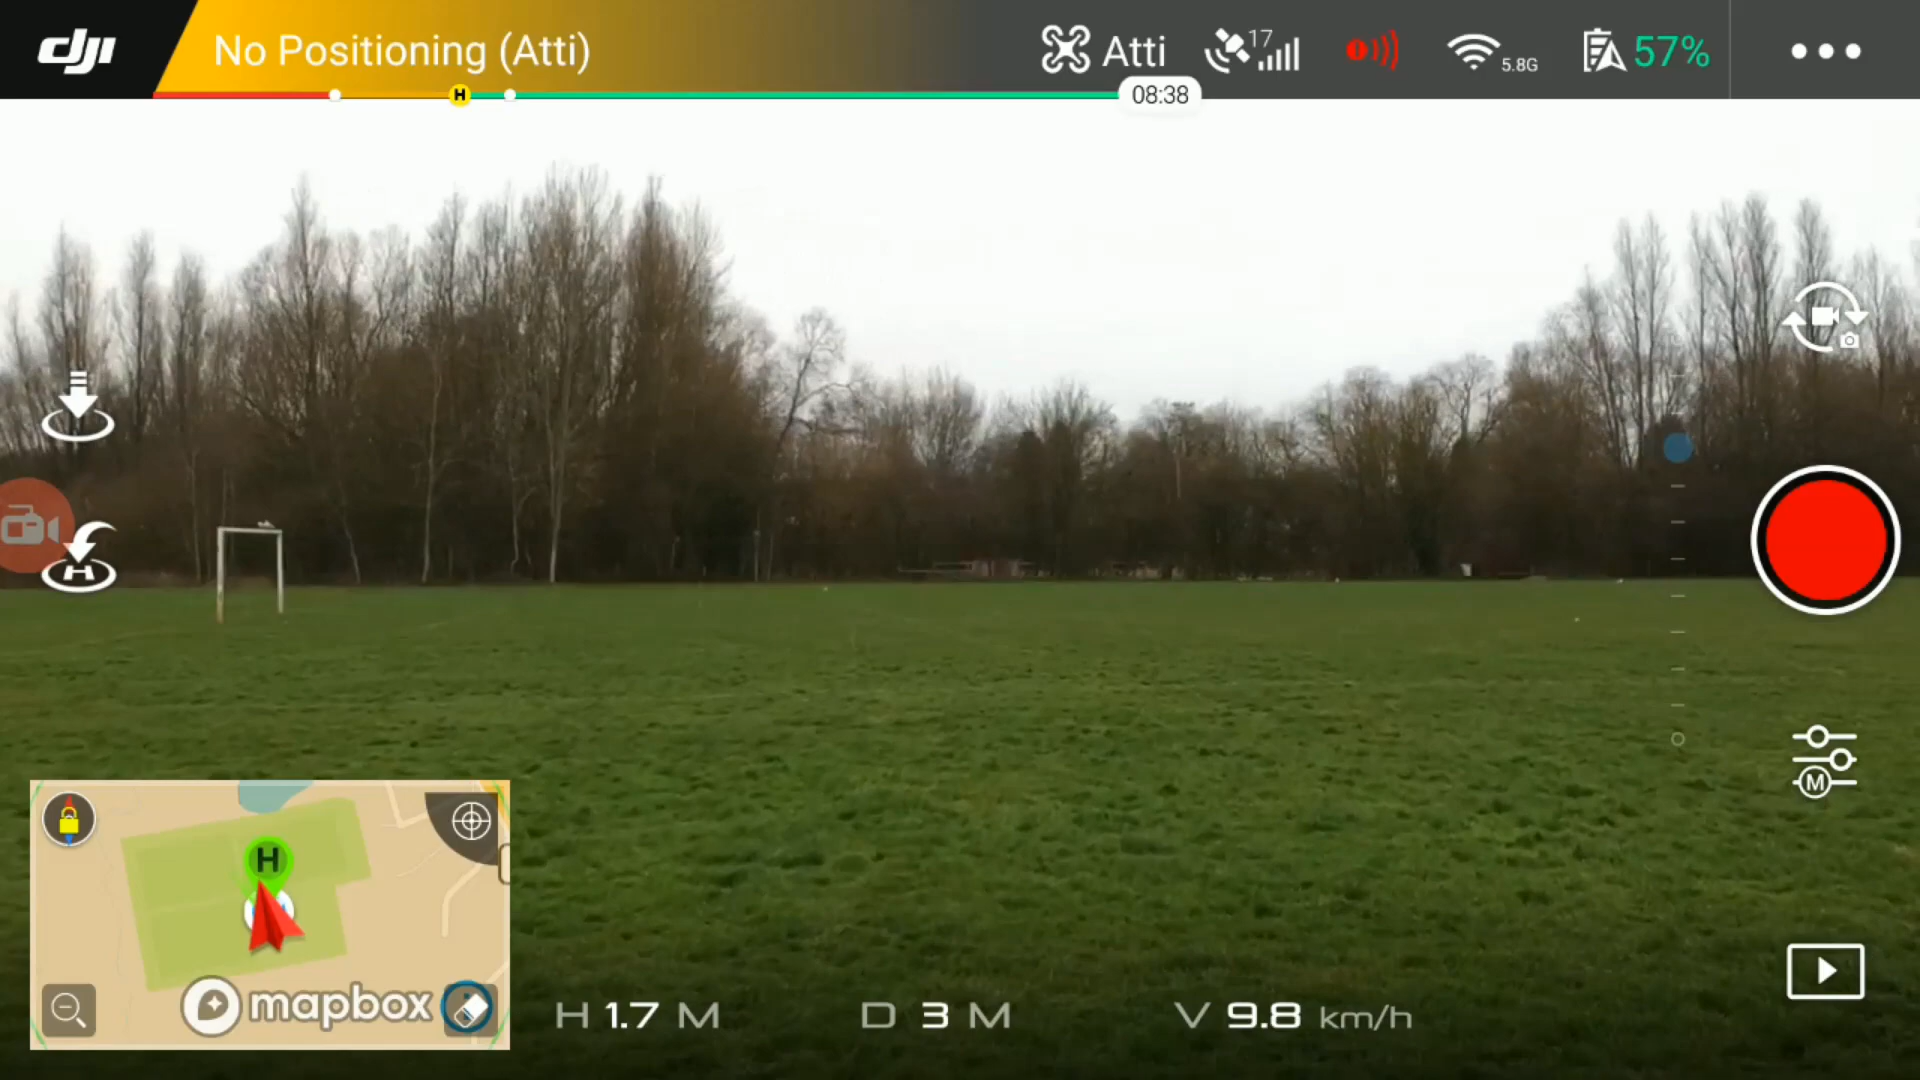 dji
No Positioning (Atti)
Atti
17
5.8G
57%
H
08:38
H
M
H
mapbox
H 1.7 M
D 3 M
V 9.8 km/h